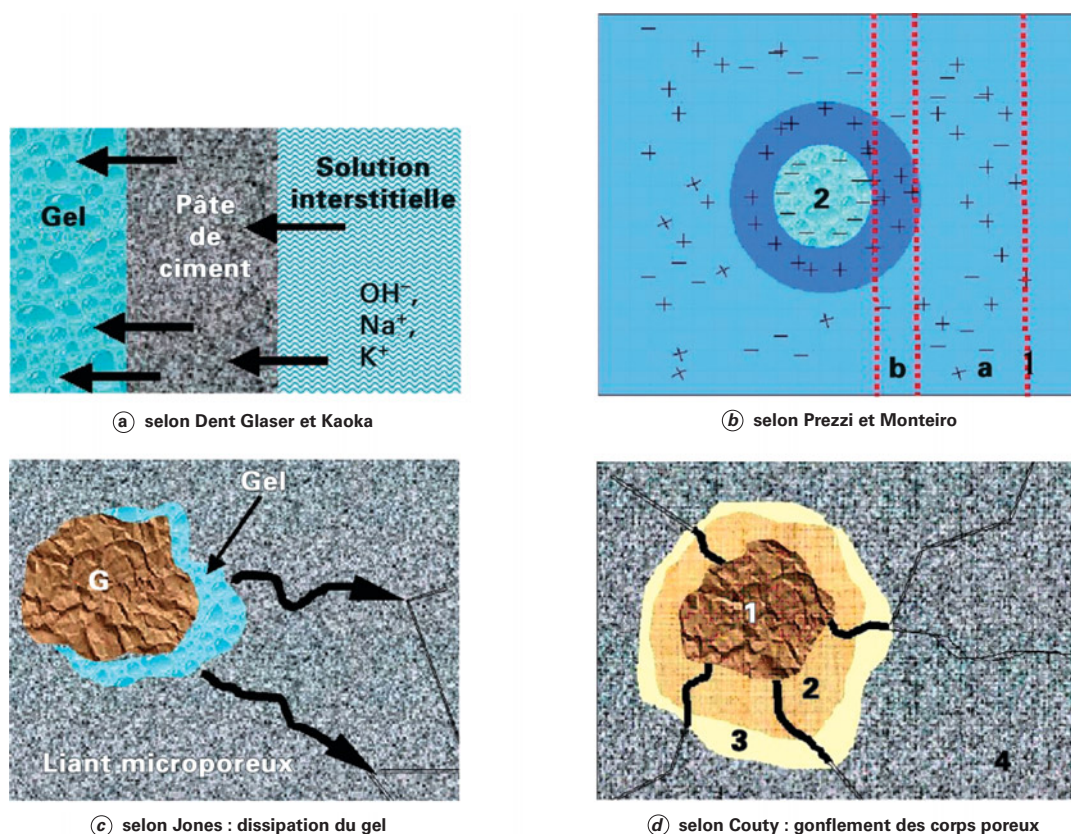 Gel
Pâte
de
ciment
Solution
interstitielle
OH⁻,
Na⁺,
K⁺
ⓐ selon Dent Glaser et Kaoka
2
b
a
1
ⓑ selon Prezzi et Monteiro
Gel
G
Liant microporeux
ⓒ selon Jones : dissipation du gel
1
2
3
4
ⓓ selon Couty : gonflement des corps poreux